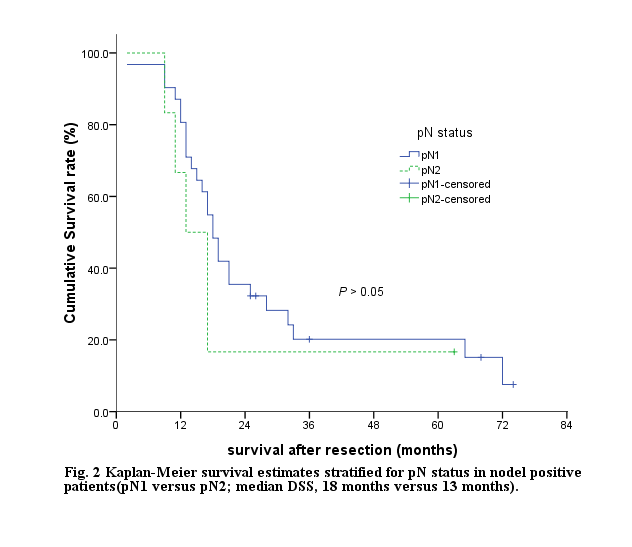 100.0
80.0
60.0
40.0
20.0
0.0
Cumulative Survival rate (%)
pN status
pN1
pN2
pN1-censored
pN2-censored
P > 0.05
0 12 24 36 48 60 72 84
survival after resection (months)
Fig. 2 Kaplan-Meier survival estimates stratified for pN status in nodel positive
patients(pN1 versus pN2; median DSS, 18 months versus 13 months).